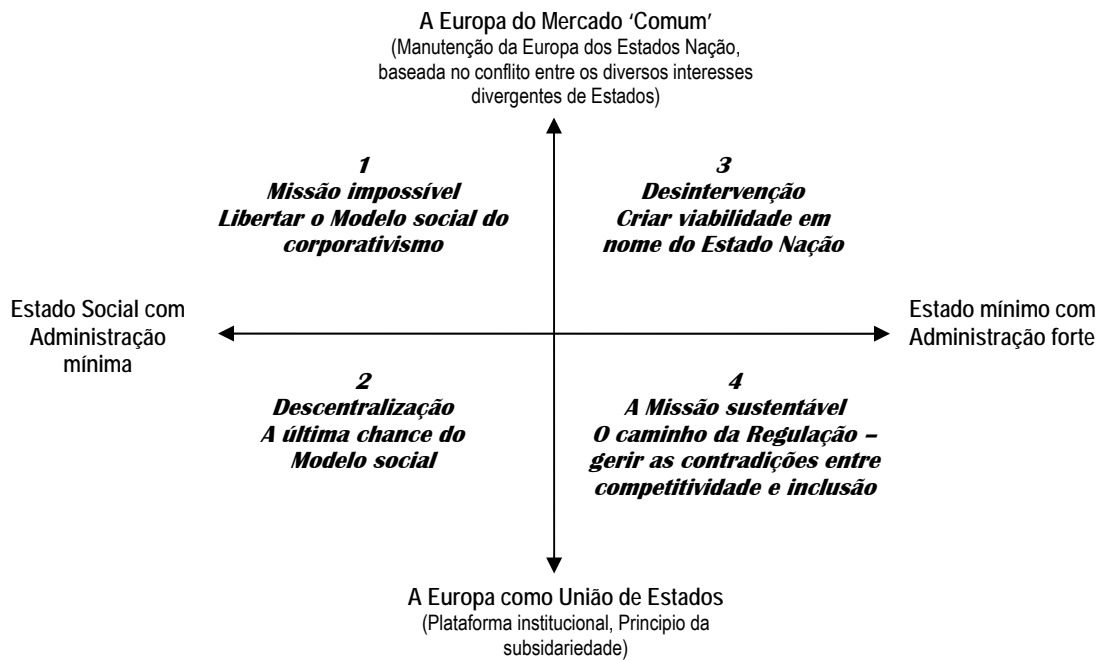 A Europa do Mercado ‘Comum’
(Manutenção da Europa dos Estados Nação,
baseada no conflito entre os diversos interesses
divergentes de Estados)
1
Missão impossível
Libertar o Modelo social do
corporativismo
3
Desintervenção
Criar viabilidade em
nome do Estado Nação
Estado Social com
Administração
mínima
Estado mínimo com
Administração forte
2
Descentralização
A última chance do
Modelo social
4
A Missão sustentável
O caminho da Regulação –
gerir as contradições entre
competitividade e inclusão
A Europa como União de Estados
(Plataforma institucional, Principio da
subsidariedade)